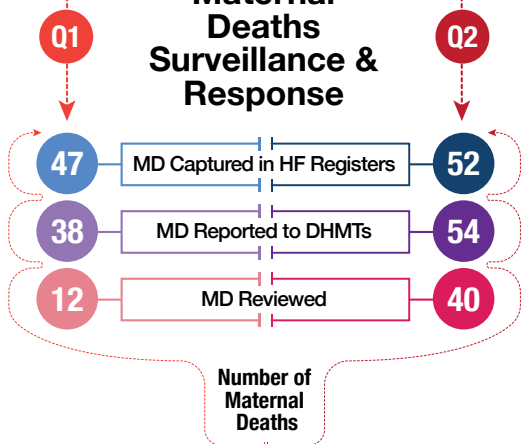 Maternal
Q1
Deaths
Q2
Surveillance &
Response
47
MD Captured in HF Registers
52
38
MD Reported to DHMTs
54
12
MD Reviewed
40
Number of
Maternal
Deaths